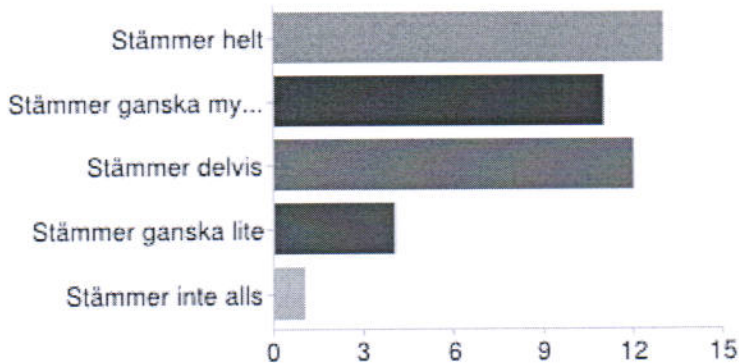 Stämmer helt
Stämmer ganska my...
Stämmer delvis
Stämmer ganska lite
Stämmer inte alls
0 3 6 9 12 15